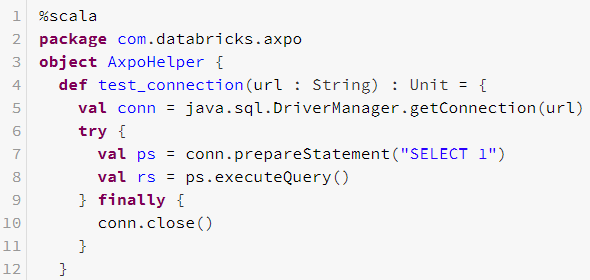 1 %scala
2 package com.databricks.axpo
3 object AxpoHelper {
4   def test_connection(url : String) : Unit = {
5     val conn = java.sql.DriverManager.getConnection(url)
6     try {
7       val ps = conn.prepareStatement("SELECT 1")
8       val rs = ps.executeQuery()
9     } finally {
10       conn.close()
11     }
12   }